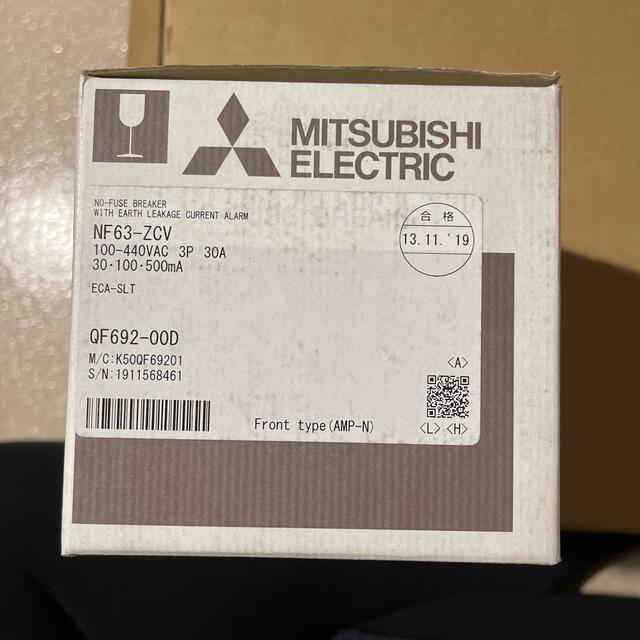 MITSUBISHI
ELECTRIC
NO-FUSE BREAKER
WITH EARTH LEAKAGE CURRENT ALARM
NF63-ZCV
100-440VAC 3P 30A
30·100·500mA
ECA-SLT
合格
13.11.'19
QF692-00D
M/C:K50QF69201
S/N:1911568461
<A>
<L> <H>
Front type(AMP-N)